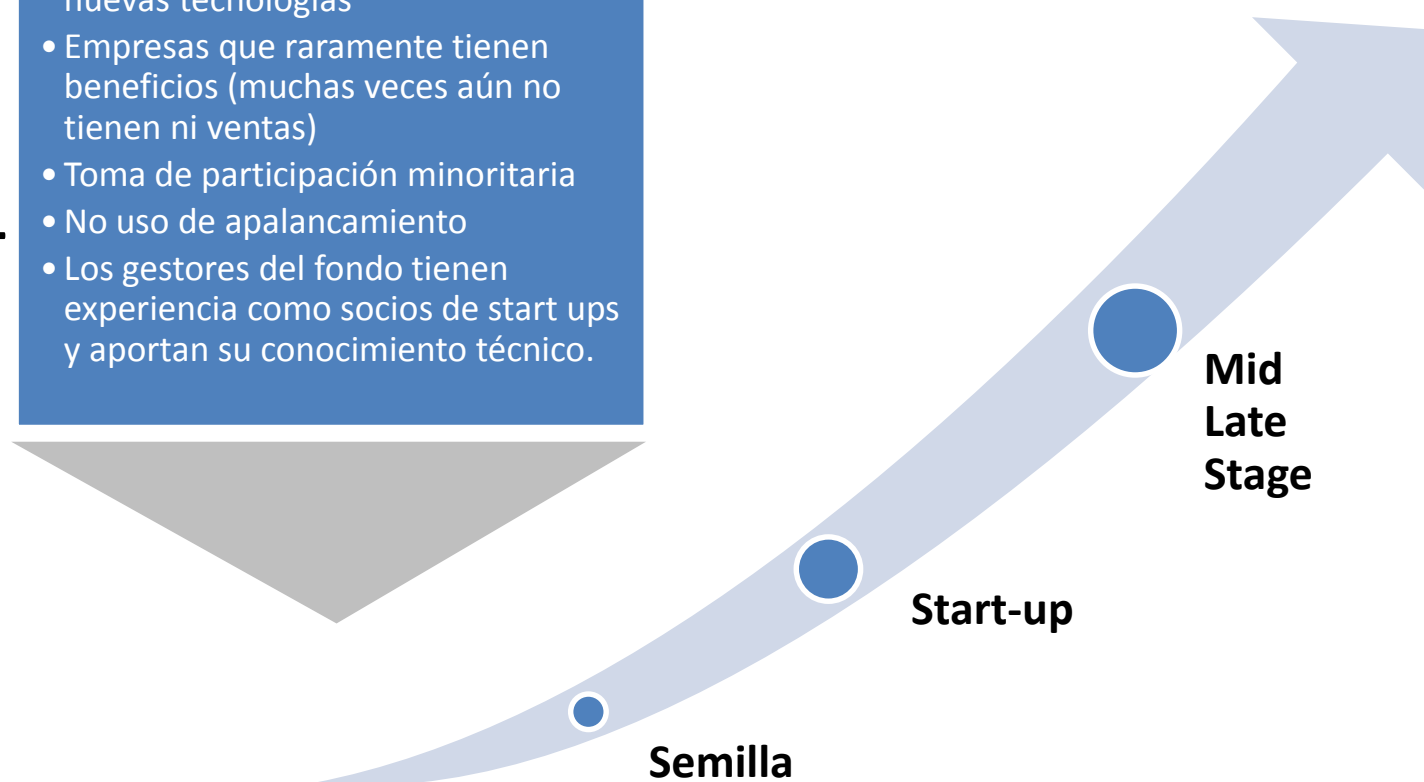 nuevas tecnologías
• Empresas que raramente tienen
beneficios (muchas veces aún no
tienen ni ventas)
• Toma de participación minoritaria
• No uso de apalancamiento
• Los gestores del fondo tienen
experiencia como socios de start ups
y aportan su conocimiento técnico.
Mid
Late
Stage
Start-up
Semilla